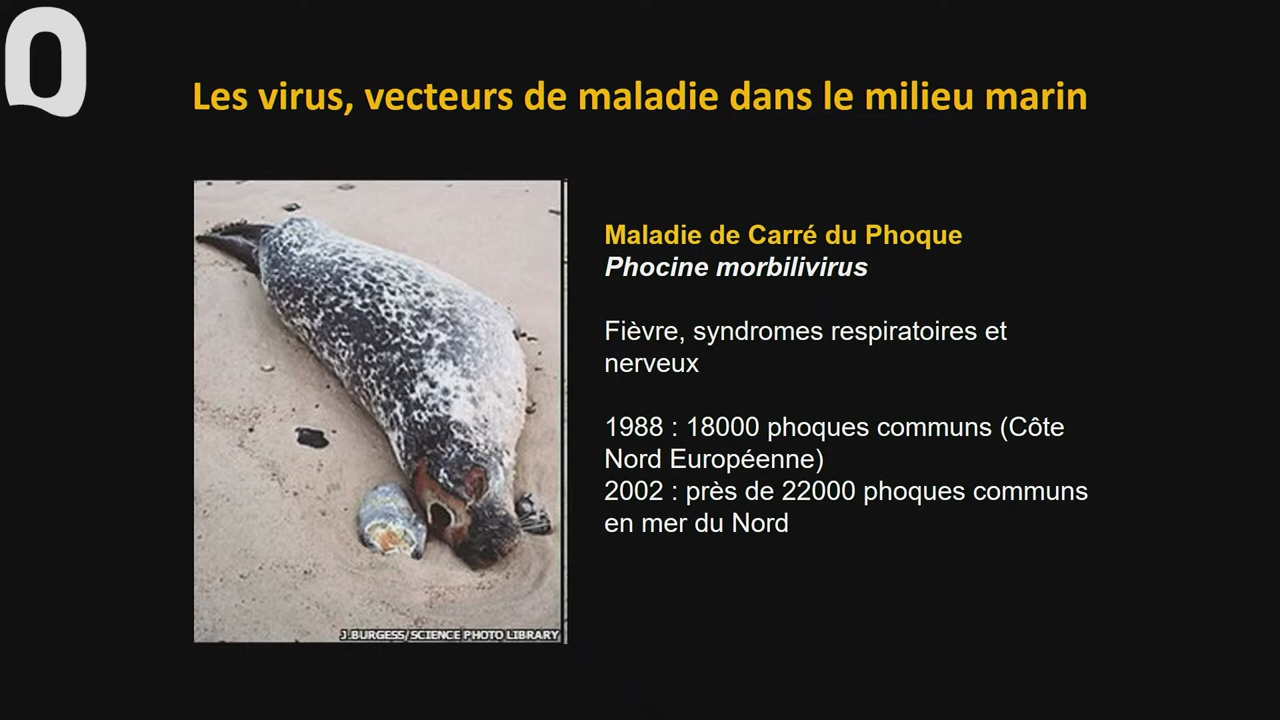 Les virus, vecteurs de maladie dans le milieu marin
Maladie de Carré du Phoque
Phocine morbilivirus
Fièvre, syndromes respiratoires et
nerveux
1988 : 18000 phoques communs (Côte
Nord Européenne)
2002 : près de 22000 phoques communs
en mer du Nord
J.BURGESS/SCIENCE PHOTO LIBRARY